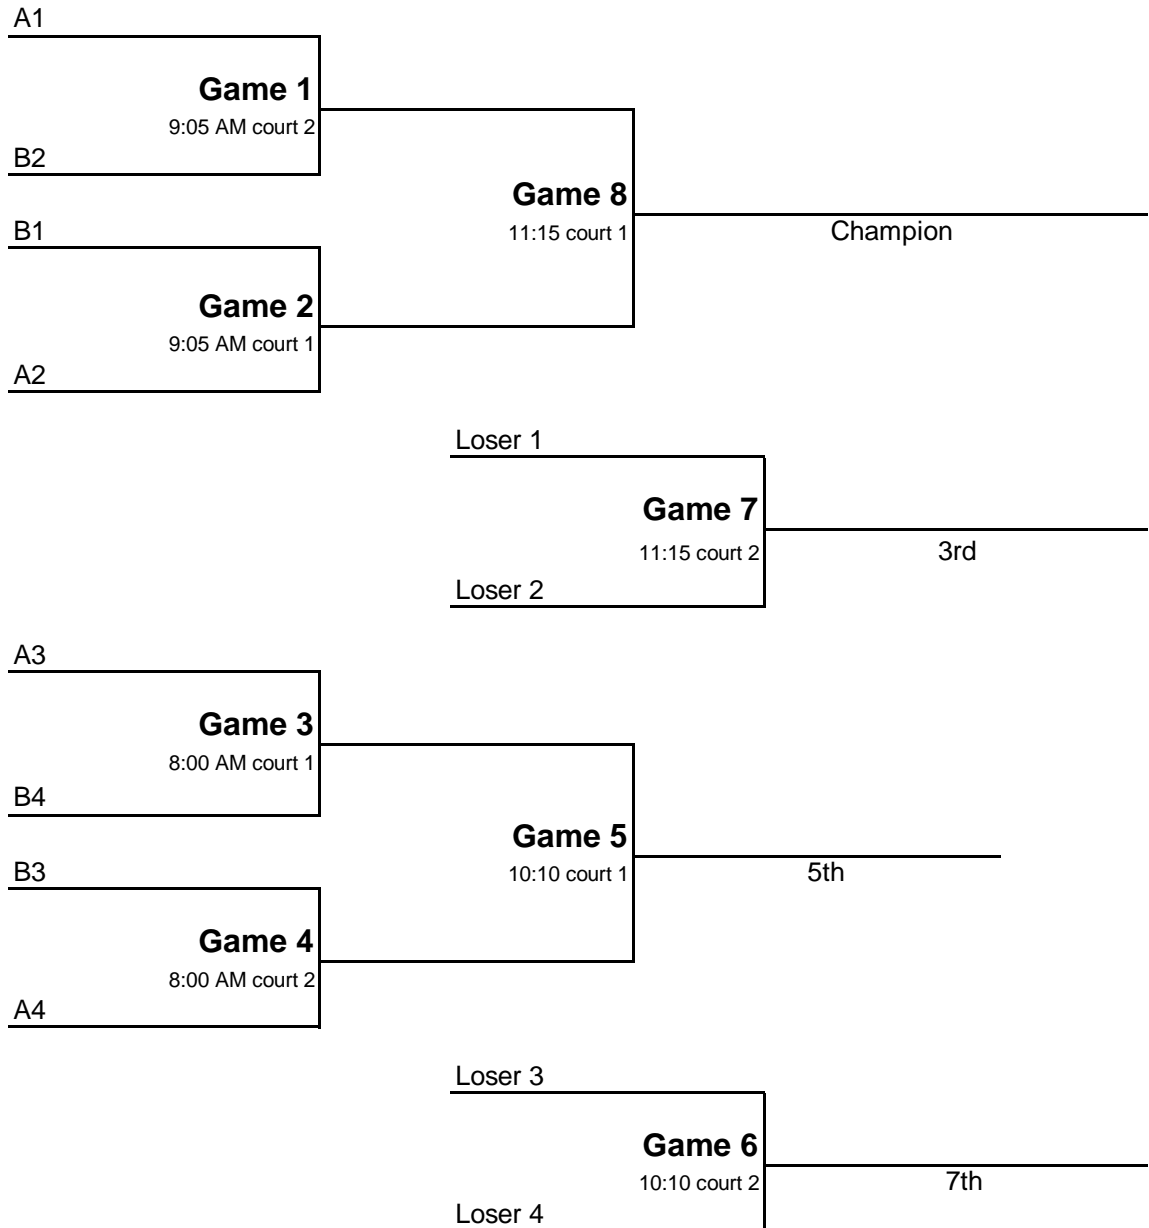 A1
Game 1
9:05 AM court 2
B2
Game 8
B1
11:15 court 1
Champion
Game 2
9:05 AM court 1
A2
Loser 1
Game 7
11:15 court 2
3rd
Loser 2
A3
Game 3
8:00 AM court 1
B4
Game 5
B3
10:10 court 1
5th
Game 4
8:00 AM court 2
A4
Loser 3
Game 6
10:10 court 2
7th
Loser 4